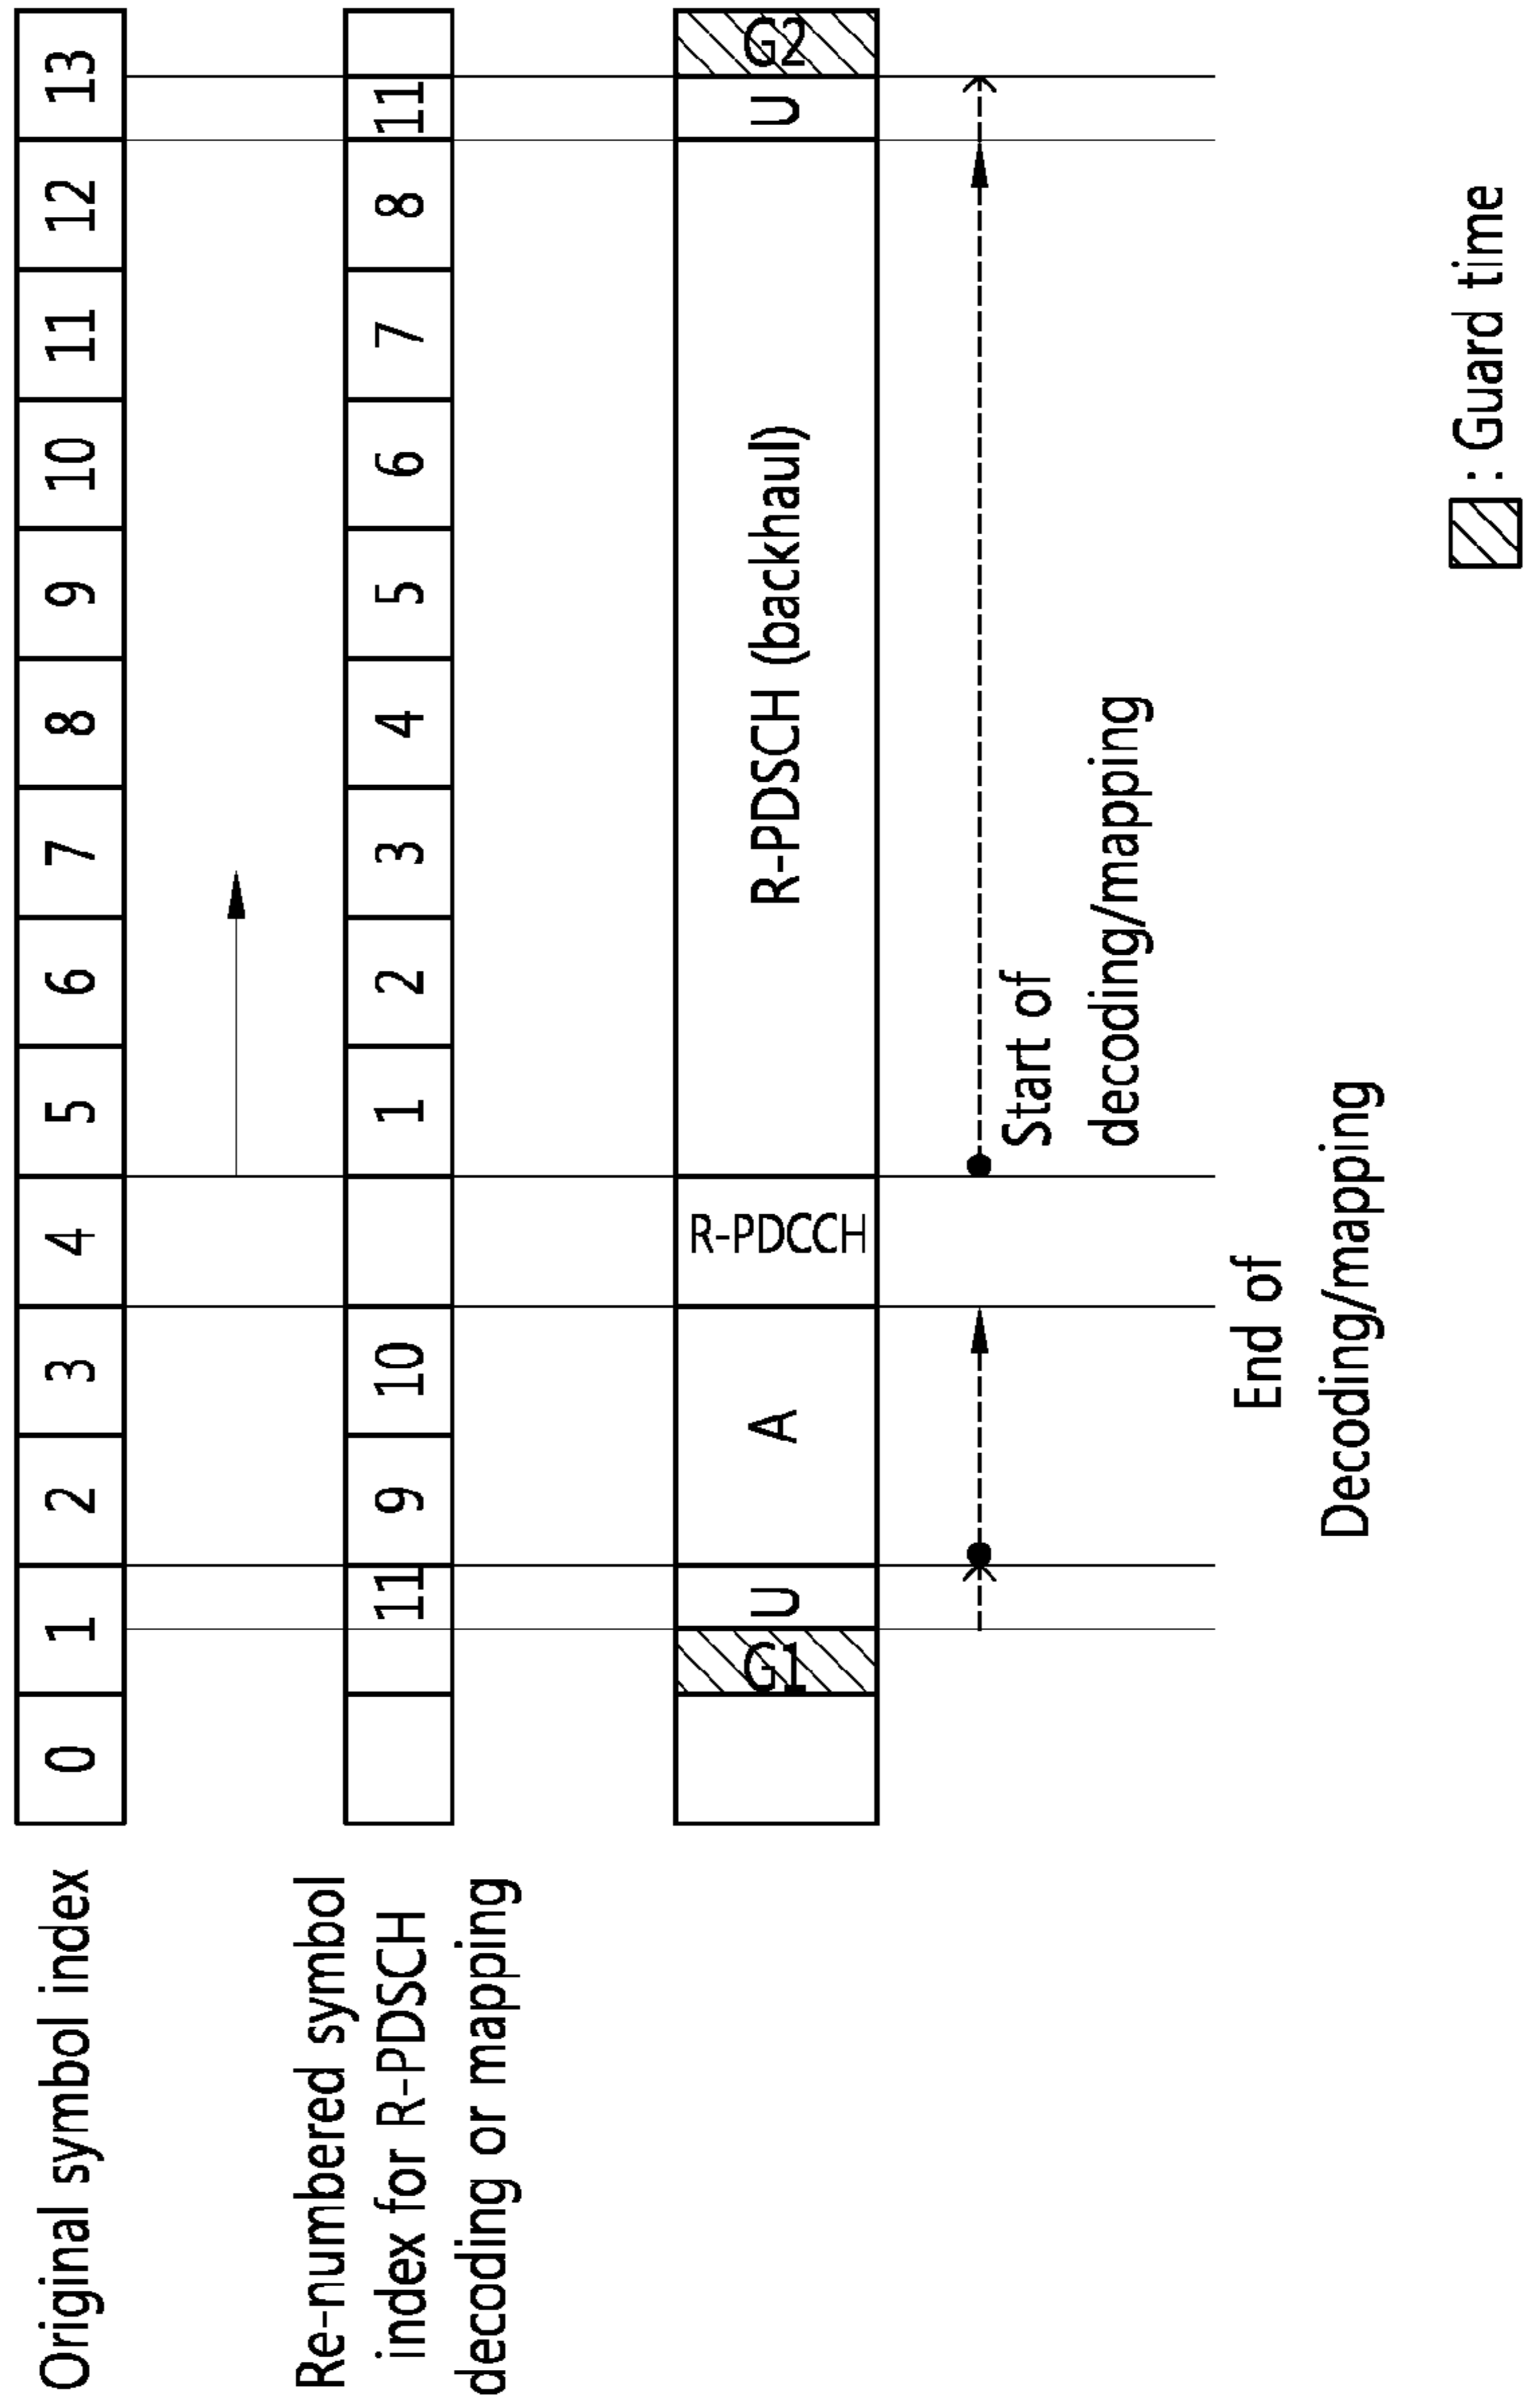 Original symbol index
0 1 2 3 4 5 6 7 8 9 10 11 12 13
Re-numbered symbol
index for R-PDSCH
decoding or mapping
11 9 10 1 2 3 4 5 6 7 8 11
G1 U A R-PDCCH R-PDSCH (backhaul) U G2
Start of
decoding/mapping
End of
Decoding/mapping
: Guard time